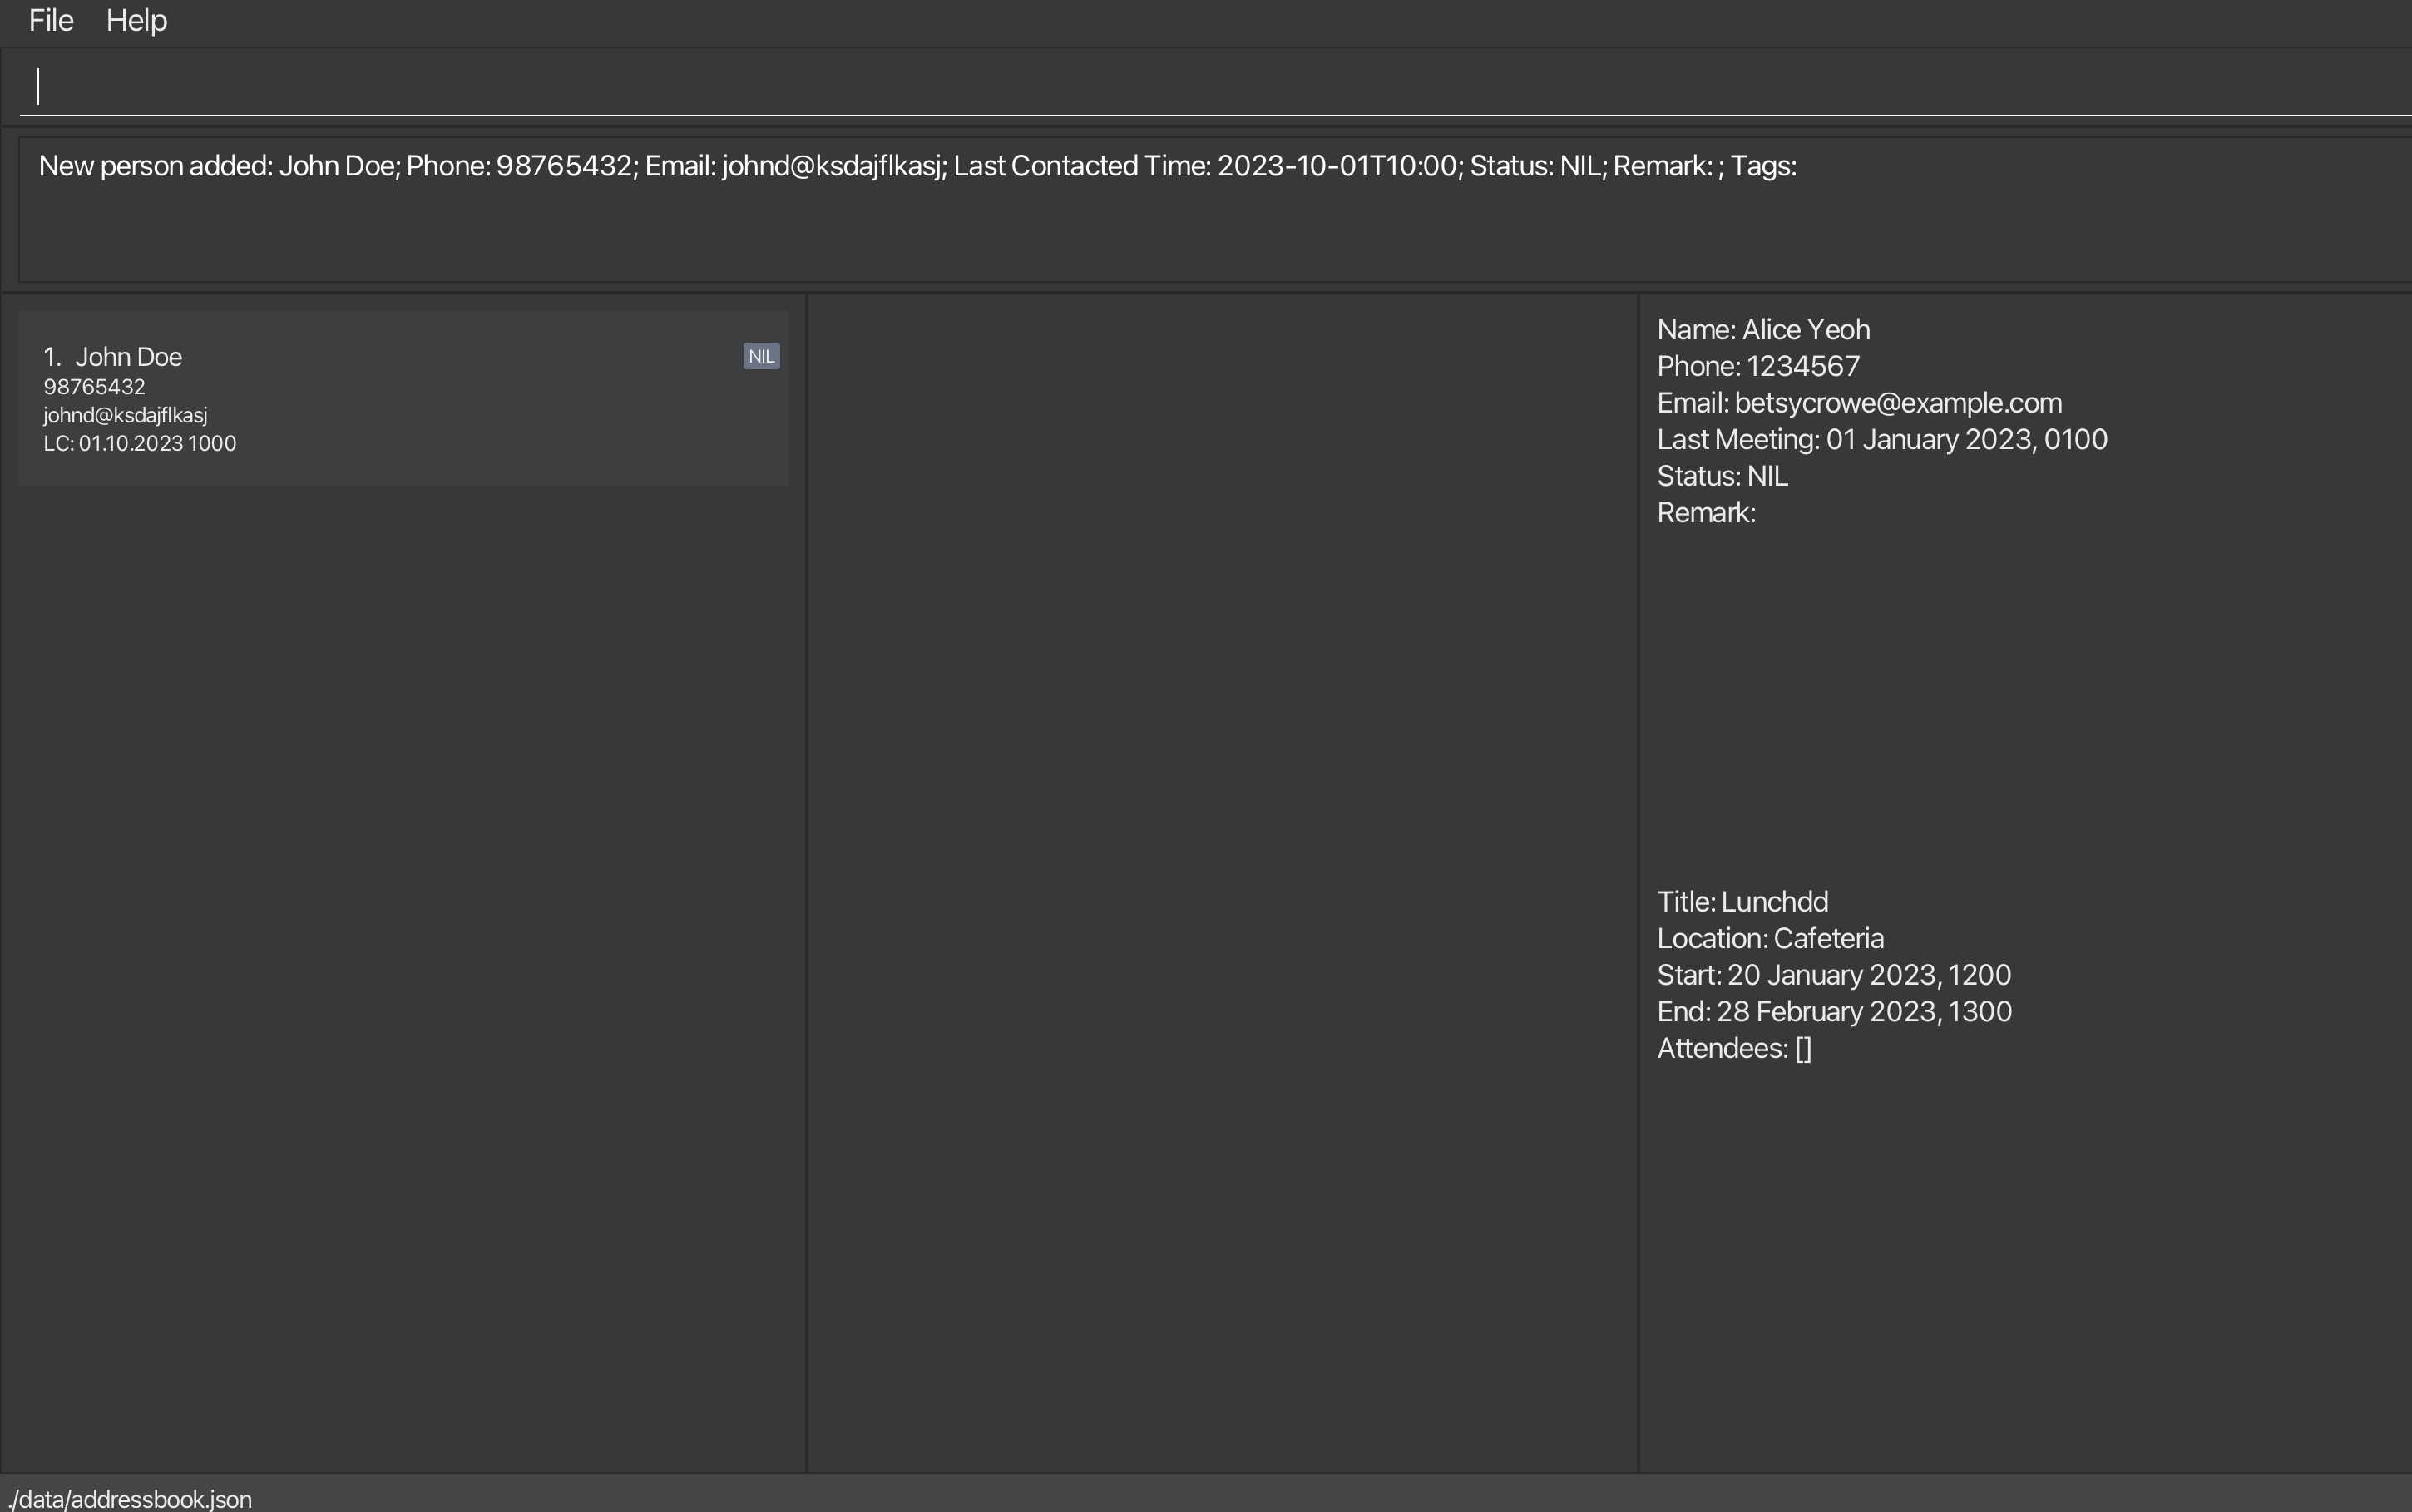 File Help
New person added: John Doe; Phone: 98765432; Email: johnd@ksdajflkasj; Last Contacted Time: 2023-10-01T10:00; Status: NIL; Remark: ; Tags:
1. John Doe NIL
98765432
johnd@ksdajflkasj
LC: 01.10.2023 1000
Name: Alice Yeoh
Phone: 1234567
Email: betsycrowe@example.com
Last Meeting: 01 January 2023, 0100
Status: NIL
Remark:
Title: Lunchdd
Location: Cafeteria
Start: 20 January 2023, 1200
End: 28 February 2023, 1300
Attendees: []
./data/addressbook.json